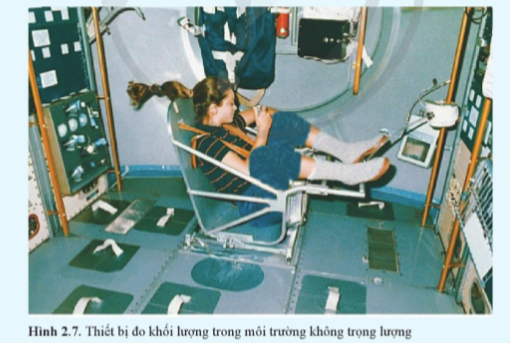 Hình 2.7. Thiết bị đo khối lượng trong môi trường không trọng lượng